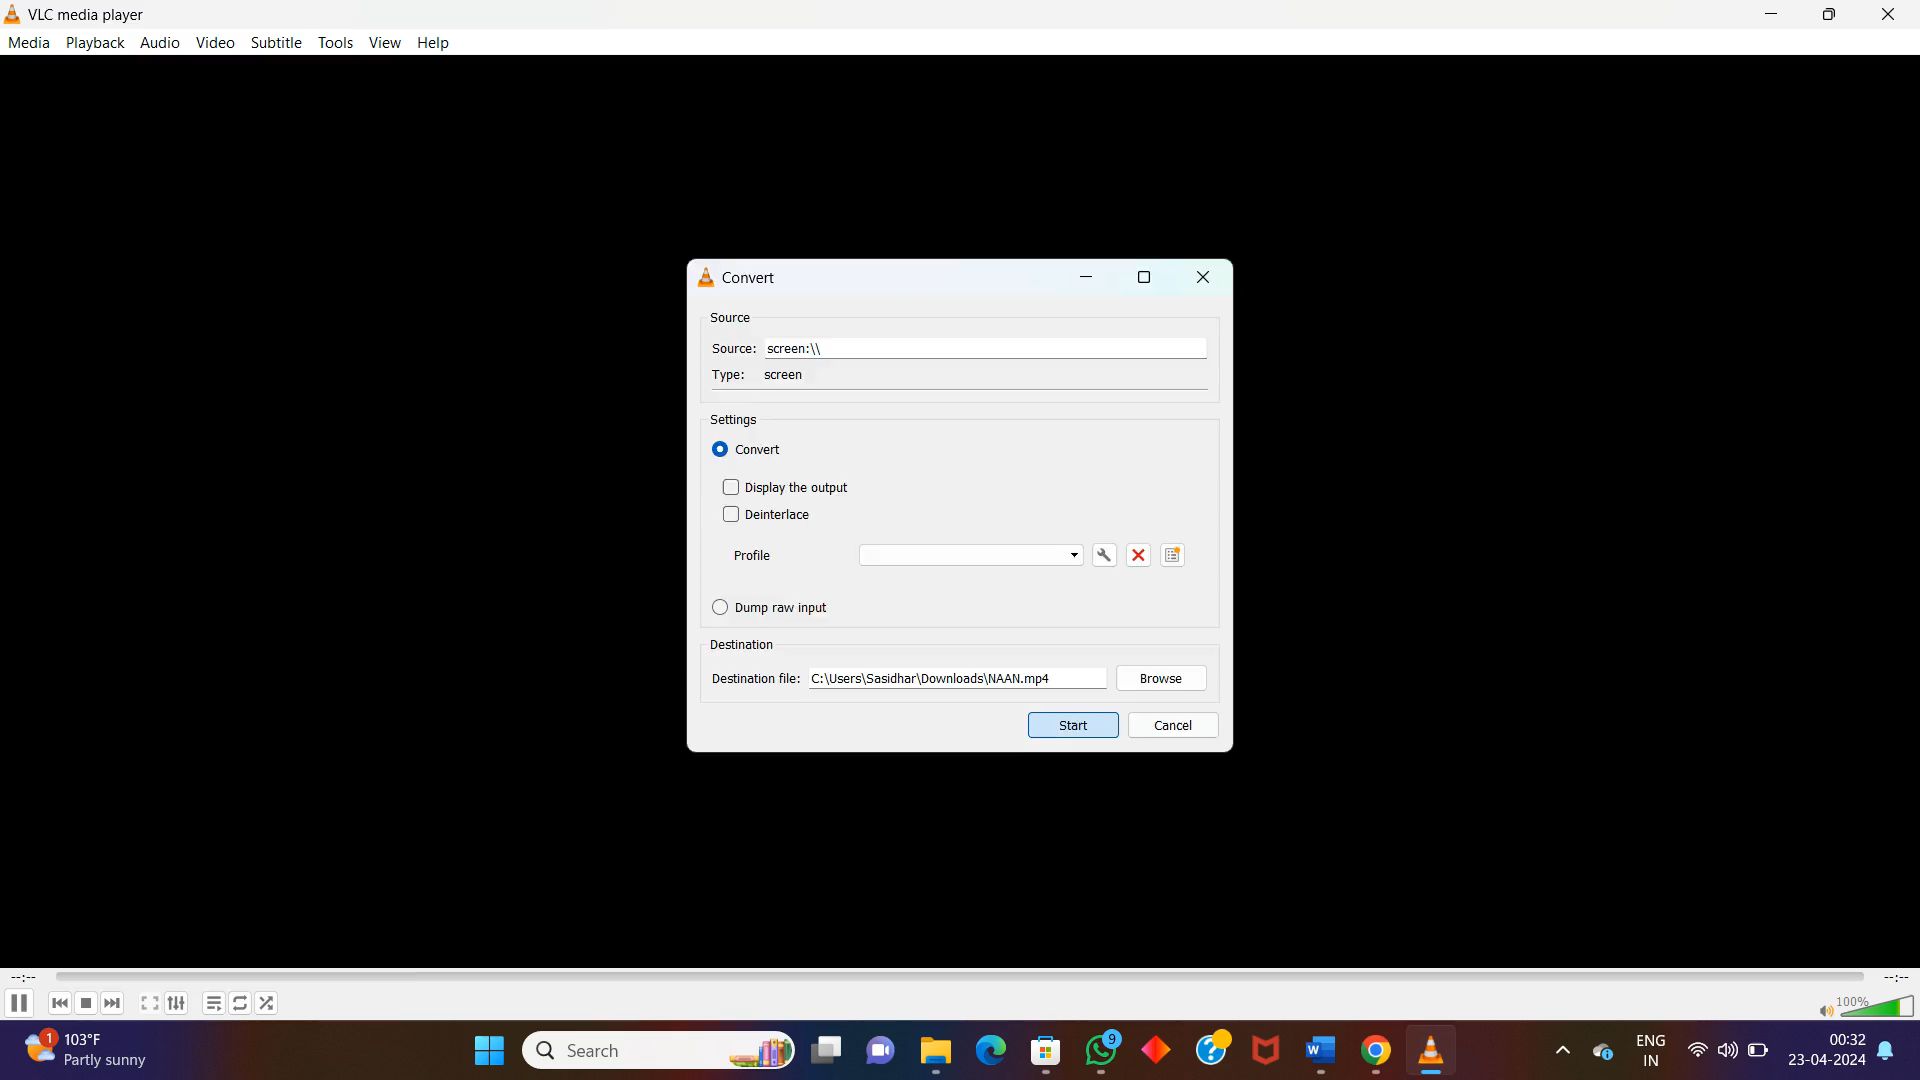 VLC media player
Media Playback Audio Video Subtitle Tools View Help
Convert
Source
Source: screen:\\
Type: screen
Settings
Convert
Display the output
Deinterlace
Profile
Dump raw input
Destination
Destination file: C:\Users\Sasidhar\Downloads\NAAN.mp4 Browse
Start Cancel
--:-- --:--
100%
1 103°F
Partly sunny
Search
9
W
ENG
IN
00:32
23-04-2024